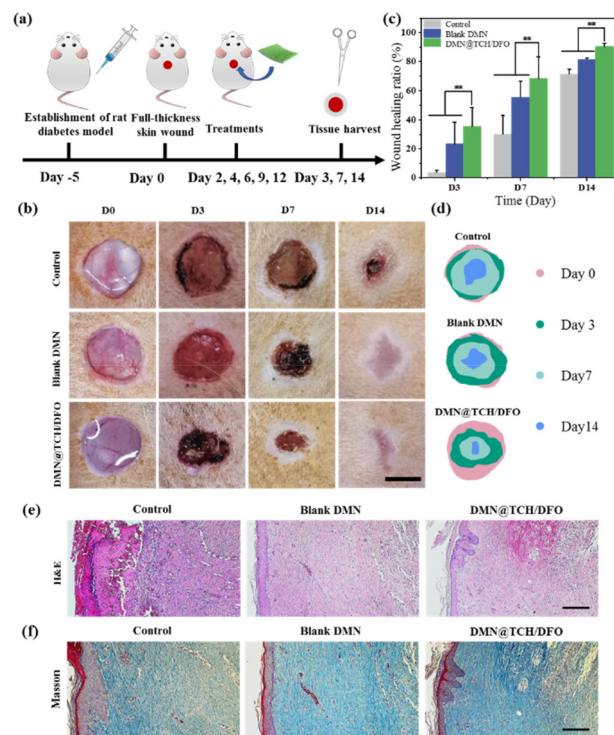 (a)
Establishment of rat
diabetes model
Full-thickness
skin wound
Treatments
Tissue harvest
Day -5
Day 0
Day 2, 4, 6, 9, 12
Day 3, 7, 14
(c)
Control
Blank DMN
DMN@TCH/DFO
Wound healing ratio (%)
100
80
60
40
20
0
**
**
**
D3
D7
D14
Time (Day)
(b)
D0
D3
D7
D14
Control
Blank DMN
DMN@TCH/DFO
(d)
Control
Blank DMN
DMN@TCH/DFO
Day 0
Day 3
Day7
Day14
(e)
Control
Blank DMN
DMN@TCH/DFO
H&E
(f)
Control
Blank DMN
DMN@TCH/DFO
Masson